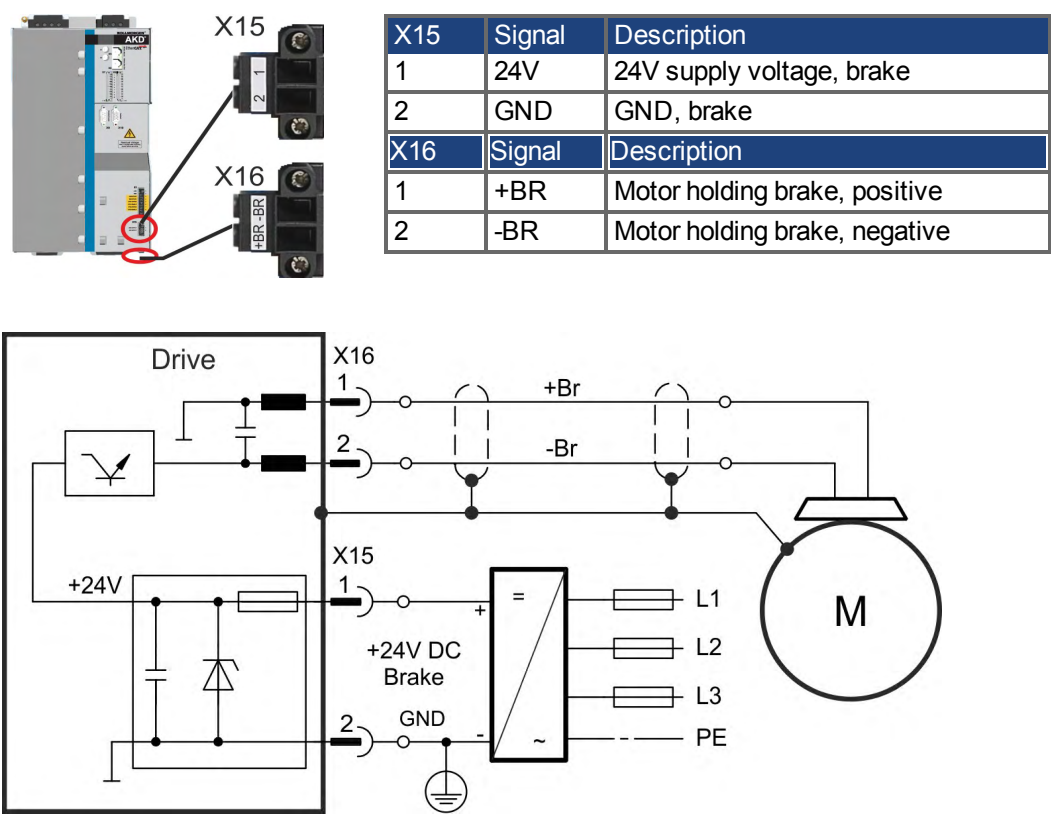 X15
KOLLMORGEN
AKD
1
2
X16
+BR -BR
X15 Signal Description
1 24V 24V supply voltage, brake
2 GND GND, brake
X16 Signal Description
1 +BR Motor holding brake, positive
2 -BR Motor holding brake, negative
Drive
X16
1
+Br
2
-Br
X15
+24V
1
+
=
L1
+24V DC
Brake
L2
M
L3
2
GND
-
~
PE